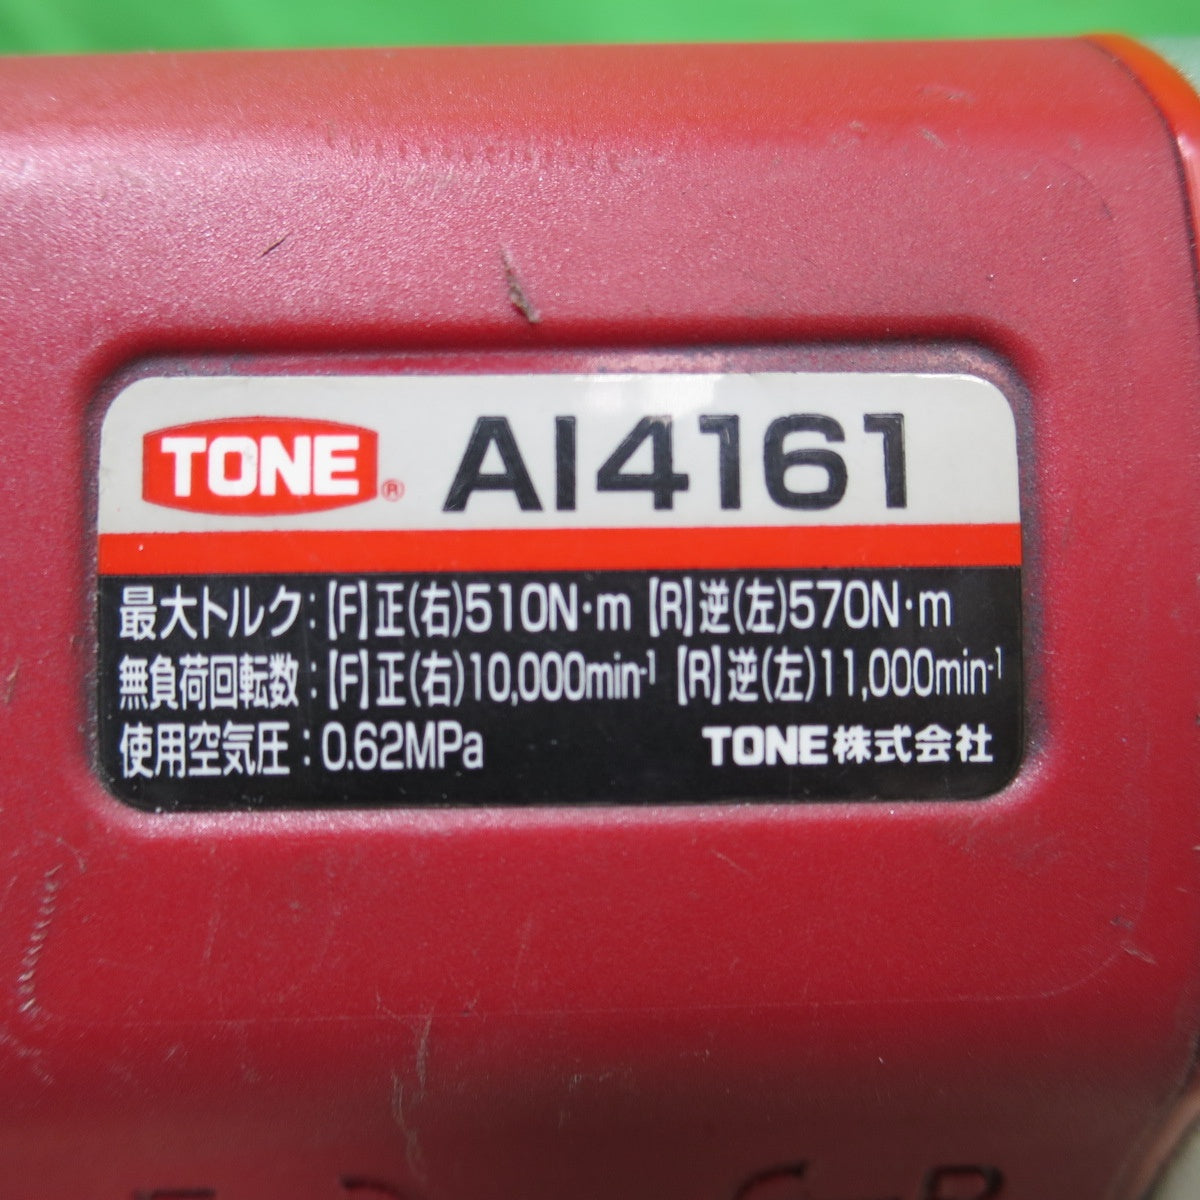 TONE® AI4161
最大トルク：【F】正(右)510N･m 【R】逆(左)570N･m
無負荷回転数：【F】正(右)10,000min-1 【R】逆(左)11,000min-1
使用空気圧：0.62MPa TONE株式会社